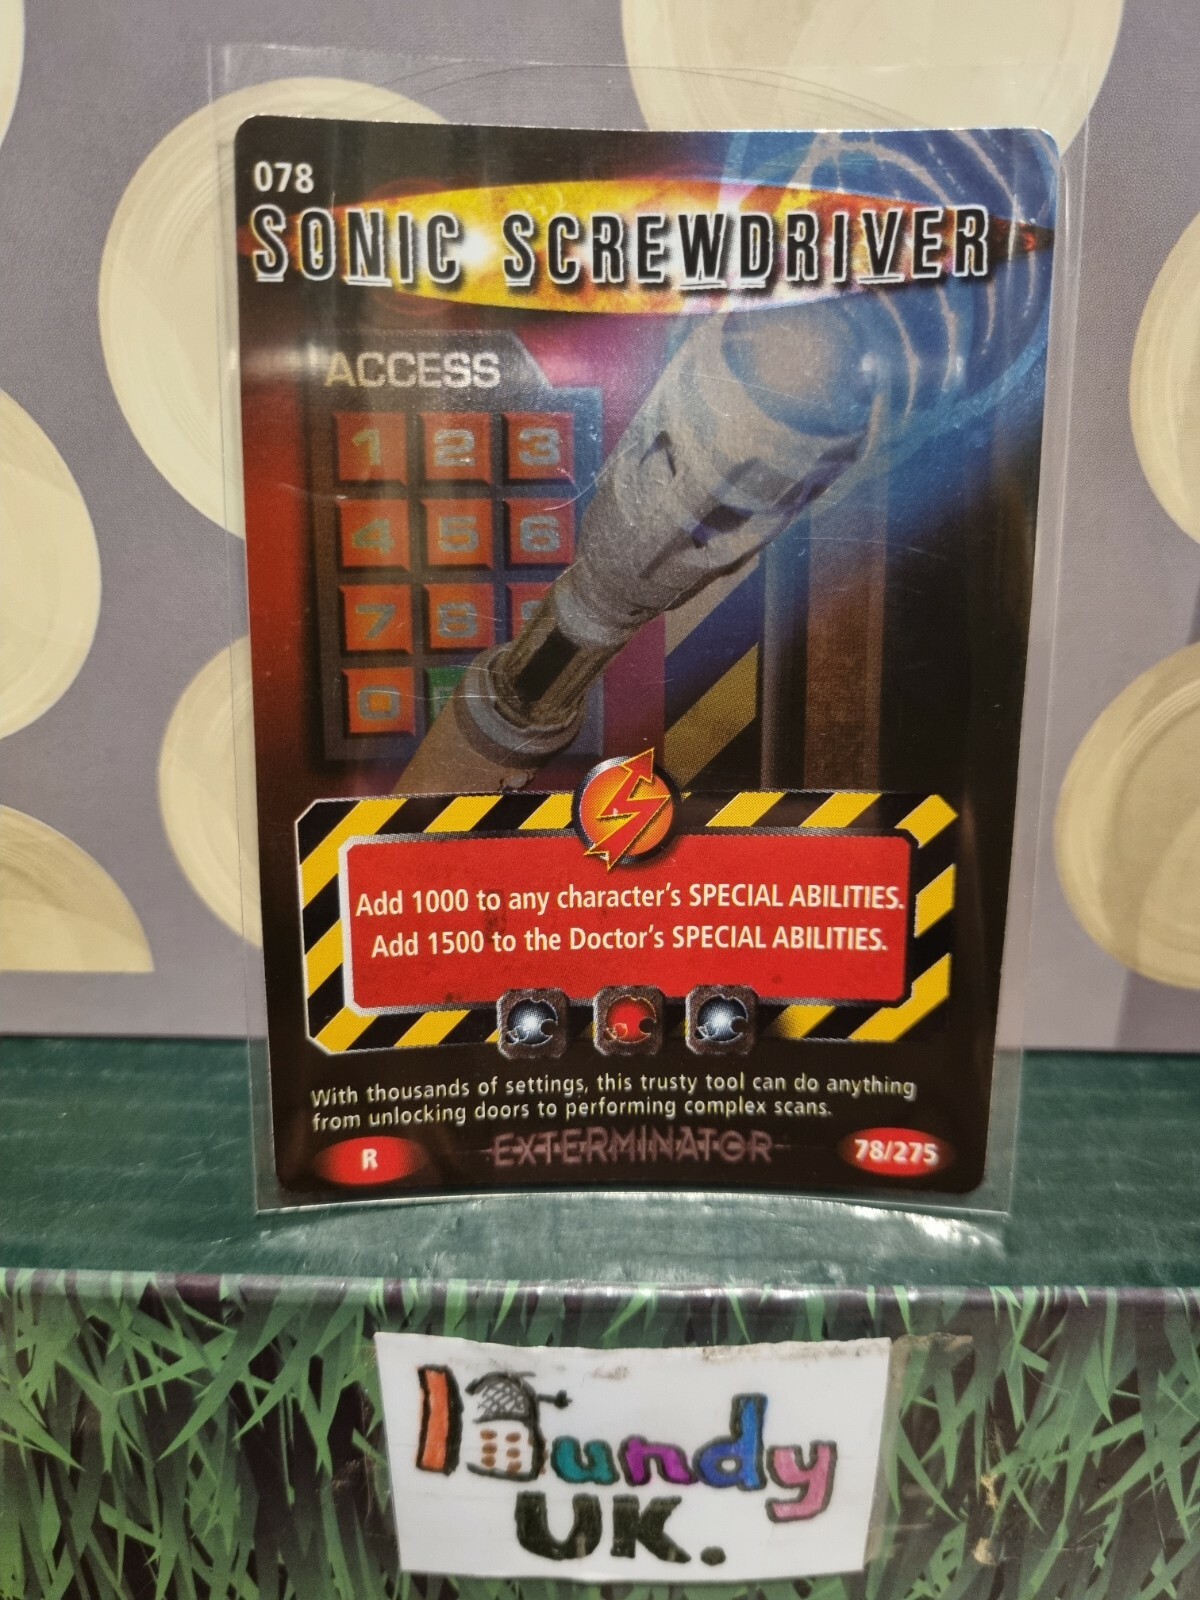 078
SONIC SCREWDRIVER
ACCESS
1 2 3
4 5 6
7 8
0
Add 1000 to any character's SPECIAL ABILITIES.
Add 1500 to the Doctor's SPECIAL ABILITIES.
With thousands of settings, this trusty tool can do anything
from unlocking doors to performing complex scans.
R EXTERMINATOR 78/275
undy
UK.